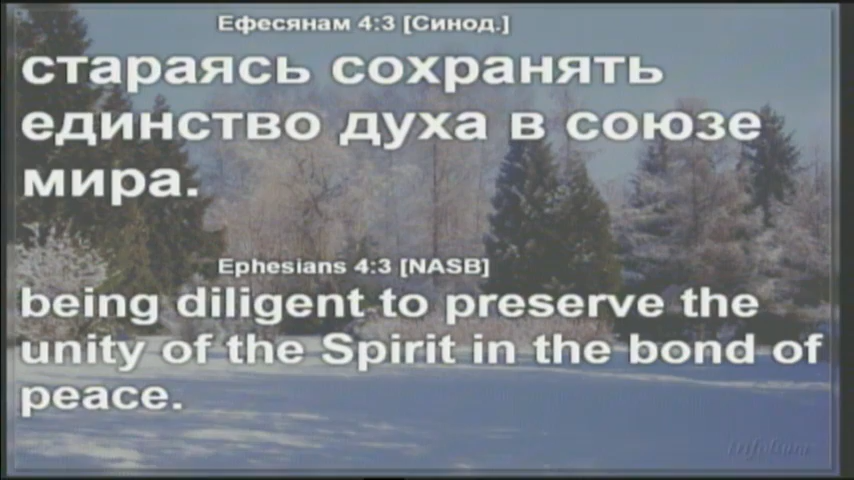 Ефесянам 4:3 [Синод.]
стараясь сохранять
единство духа в союзе
мира.
Ephesians 4:3 [NASB]
being diligent to preserve the
unity of the Spirit in the bond of
peace.